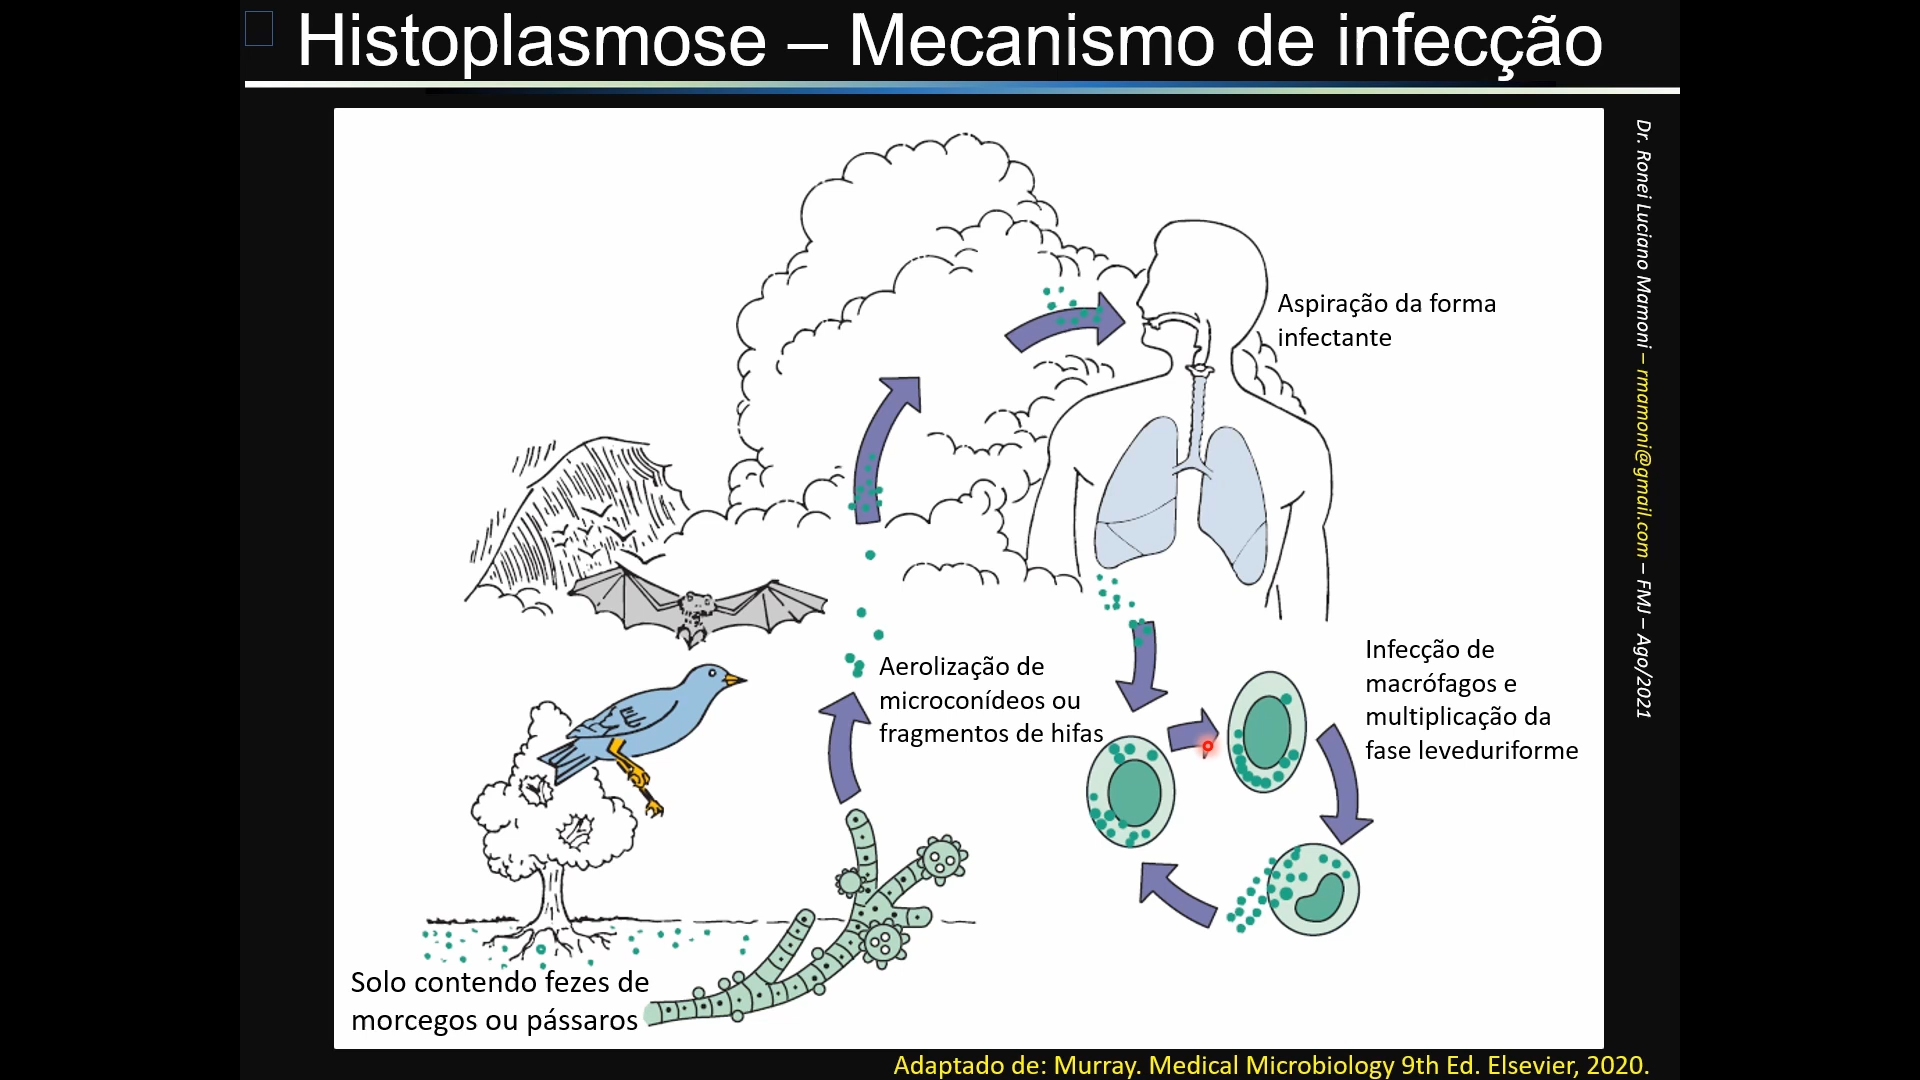 Histoplasmose – Mecanismo de infecção
Aspiração da forma
infectante
Aerolização de
microconídeos ou
fragmentos de hifas
Infecção de
macrófagos e
multiplicação da
fase leveduriforme
Solo contendo fezes de
morcegos ou pássaros
Adaptado de: Murray. Medical Microbiology 9th Ed. Elsevier, 2020.
Dr. Ronei Luciano Mamoni – rmamoni@gmail.com – FMJ – Ago/2021